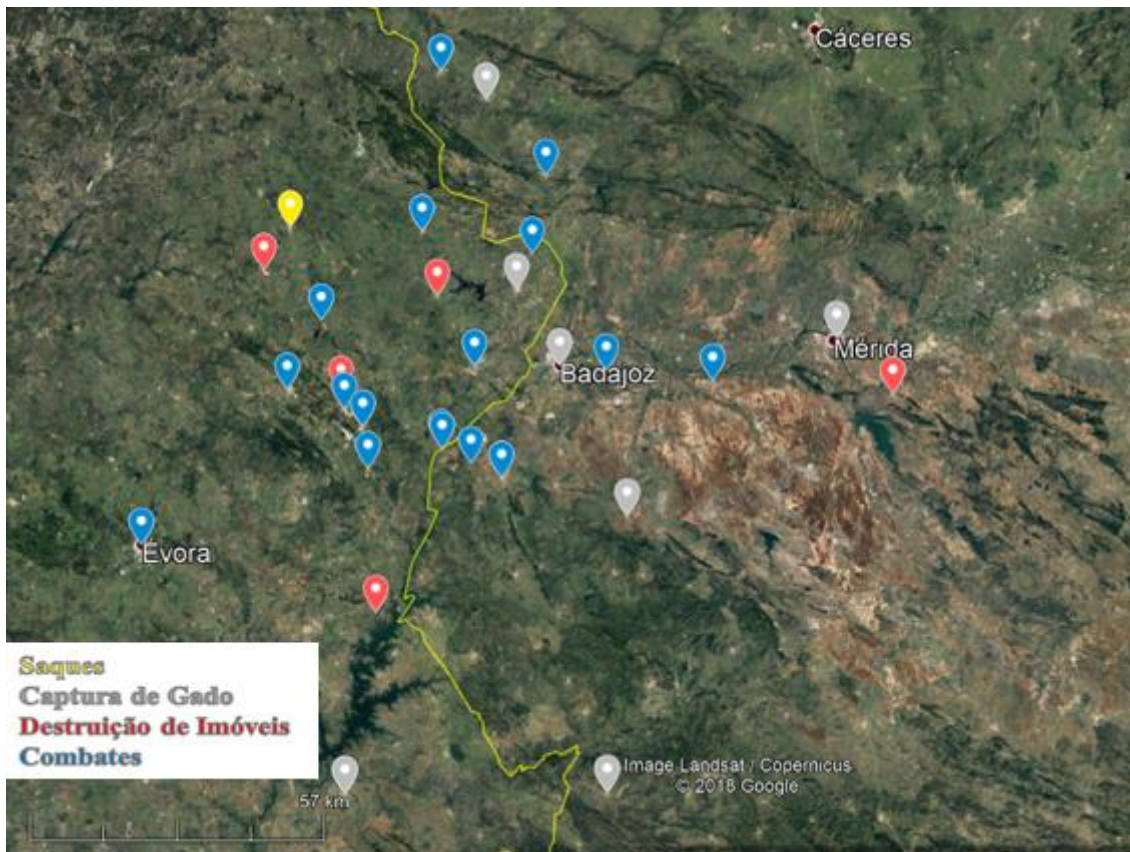 Cáceres
Mérida
Badajoz
Évora
Saques
Captura de Gado
Destruição de Imóveis
Combates
Image Landsat / Copernicus
© 2018 Google
57 km